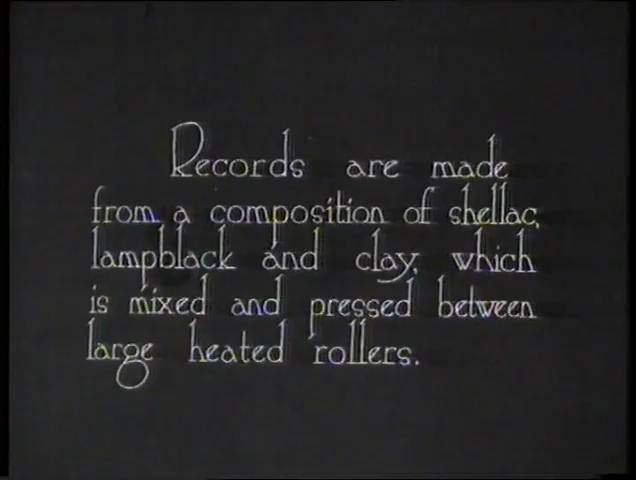 Records are made
from a composition of shellac,
lampblack and clay, which
is mixed and pressed between
large heated rollers.